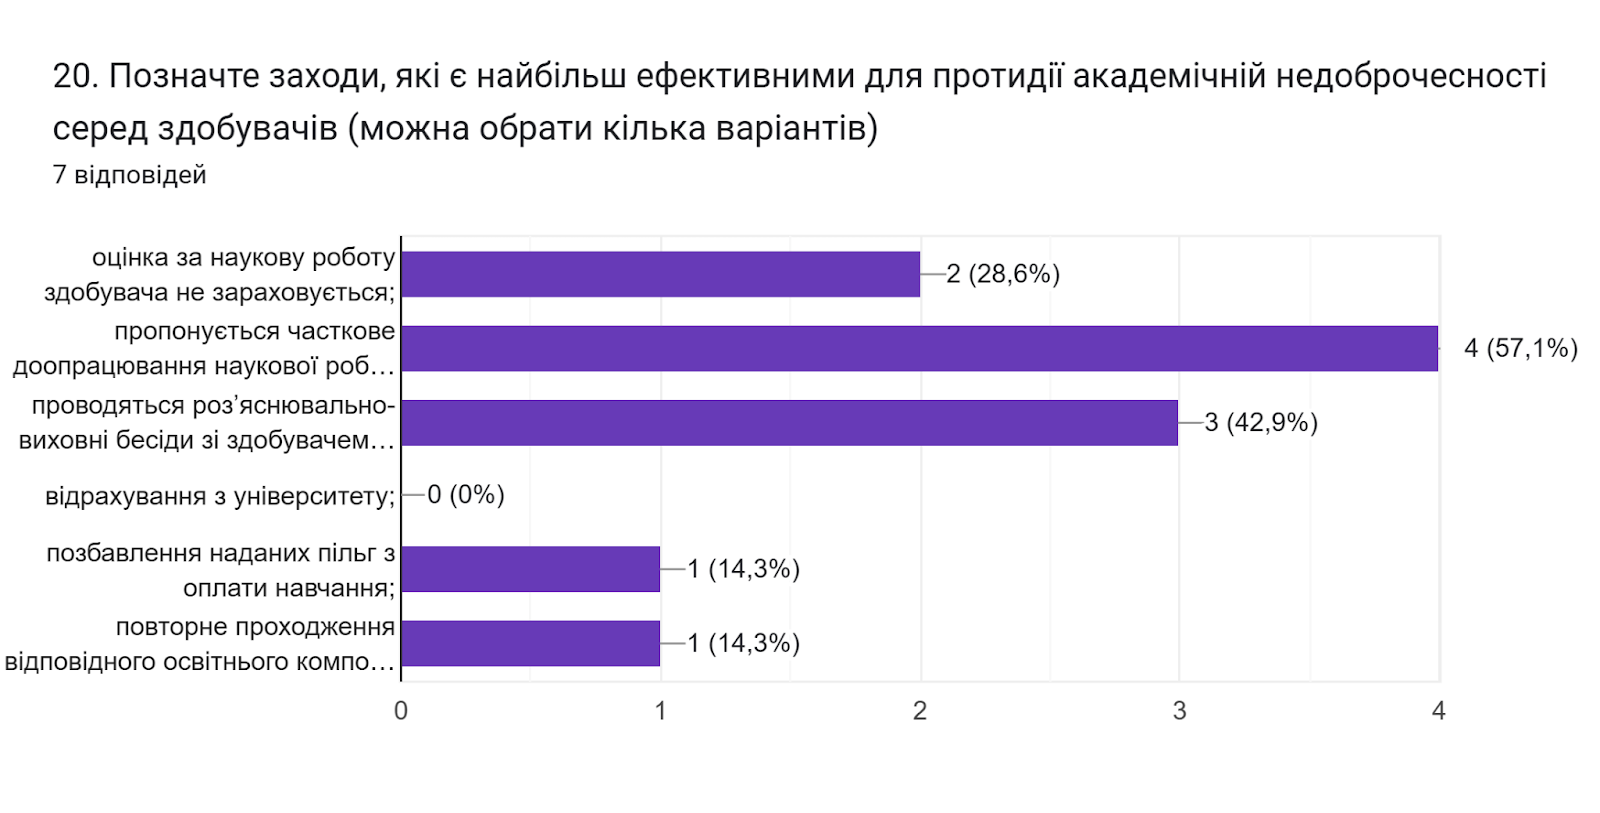 20. Позначте заходи, які є найбільш ефективними для протидії академічній недоброчесності
серед здобувачів (можна обрати кілька варіантів)
7 відповідей
оцінка за наукову роботу
здобувача не зараховується;
2 (28,6%)
пропонується часткове
доопрацювання наукової роб…
4 (57,1%)
проводяться роз’яснювально-
виховні бесіди зі здобувачем…
3 (42,9%)
відрахування з університету;
0 (0%)
позбавлення наданих пільг з
оплати навчання;
1 (14,3%)
повторне проходження
відповідного освітнього компо…
1 (14,3%)
0 1 2 3 4